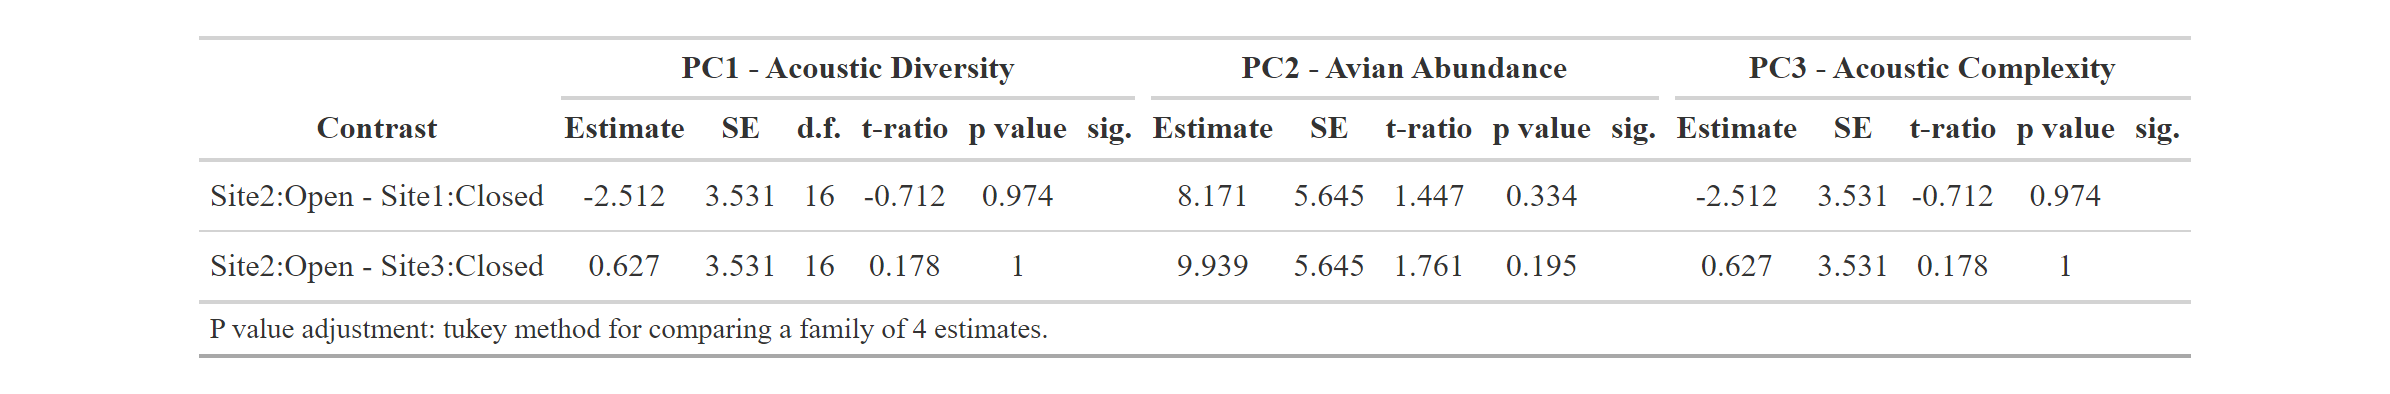 PC1 - Acoustic Diversity PC2 - Avian Abundance PC3 - Acoustic Complexity
Contrast Estimate SE d.f. t-ratio p value sig. Estimate SE t-ratio p value sig. Estimate SE t-ratio p value sig.
Site2:Open - Site1:Closed -2.512 3.531 16 -0.712 0.974 8.171 5.645 1.447 0.334 -2.512 3.531 -0.712 0.974
Site2:Open - Site3:Closed 0.627 3.531 16 0.178 1 9.939 5.645 1.761 0.195 0.627 3.531 0.178 1
P value adjustment: tukey method for comparing a family of 4 estimates.